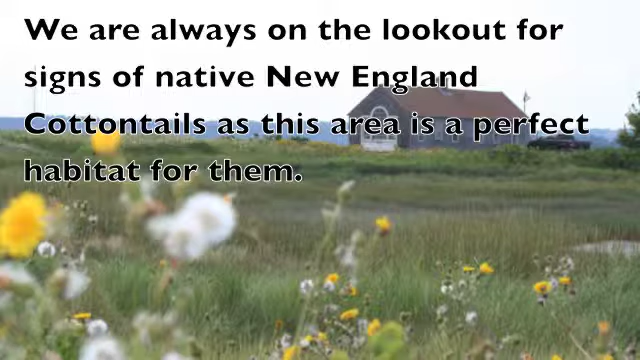 We are always on the lookout for
signs of native New England
Cottontails as this area is a perfect
habitat for them.